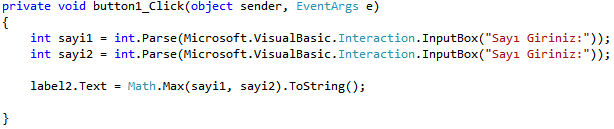 private void button1_Click(object sender, EventArgs e)
{
    int sayi1 = int.Parse(Microsoft.VisualBasic.Interaction.InputBox("Sayı Giriniz:"));
    int sayi2 = int.Parse(Microsoft.VisualBasic.Interaction.InputBox("Sayı Giriniz:"));
    label2.Text = Math.Max(sayi1, sayi2).ToString();
}